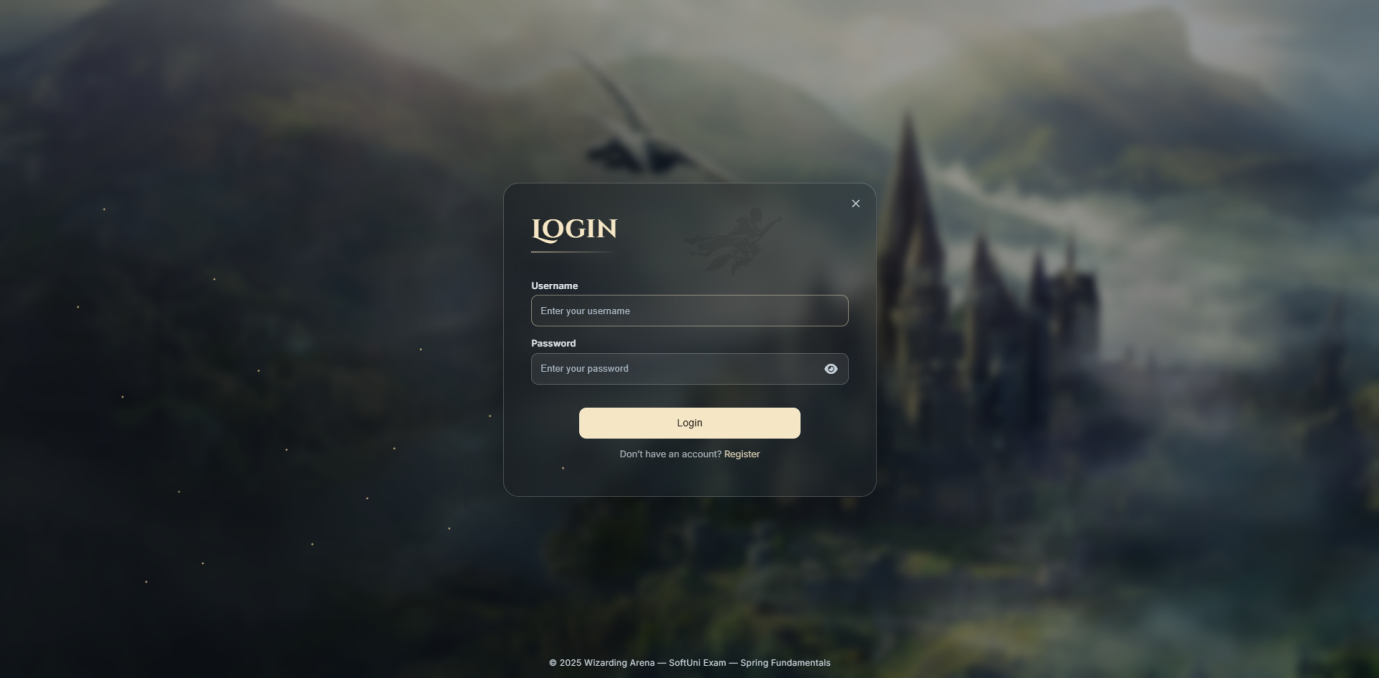 LOGIN
Username
Enter your username
Password
Enter your password
Login
Don't have an account? Register
© 2025 Wizarding Arena — SoftUni Exam — Spring Fundamentals